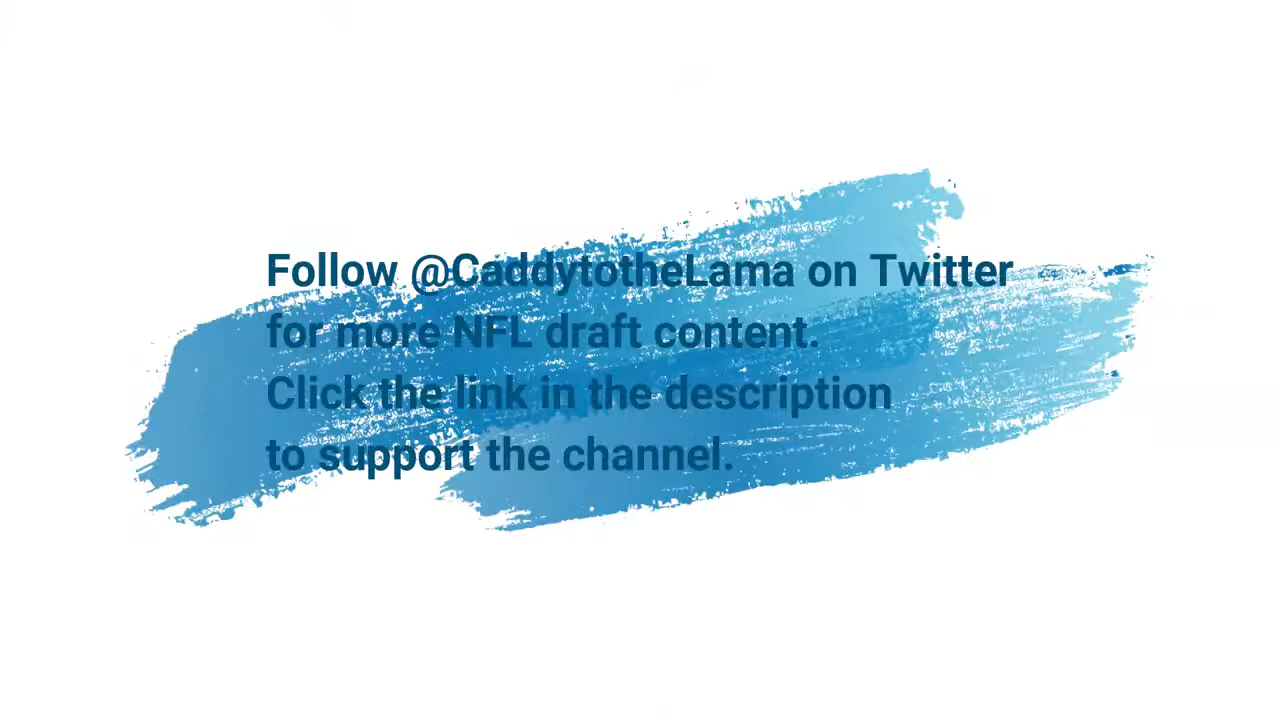 Follow @CaddytotheLama on Twitter
for more NFL draft content.
Click the link in the description
to support the channel.